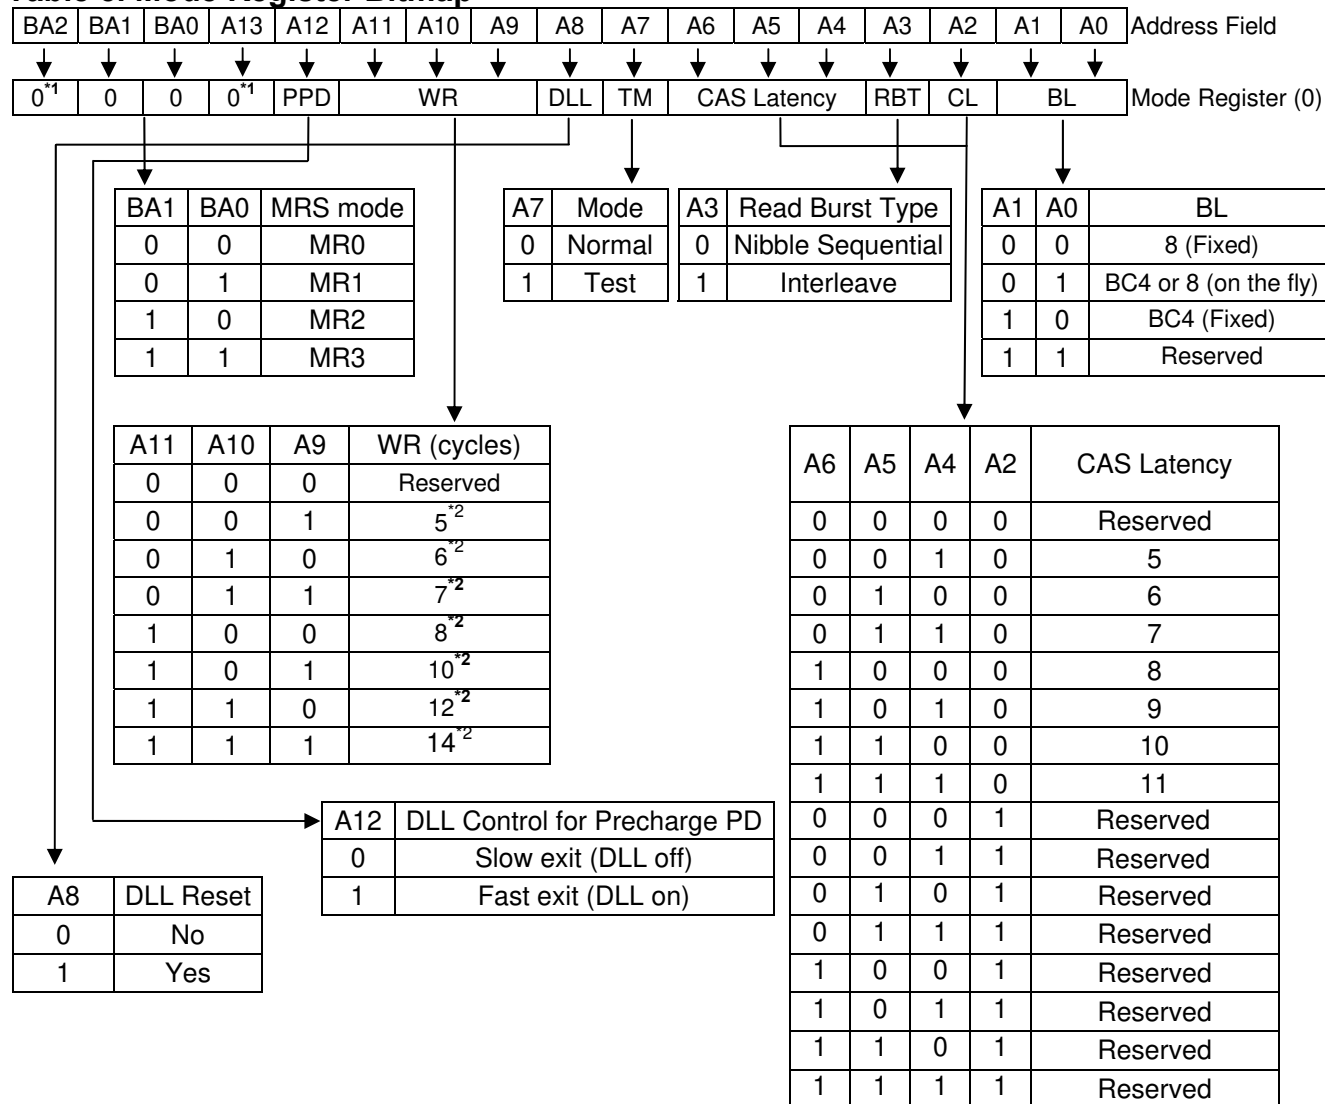 BA2 BA1 BA0 A13 A12 A11 A10 A9 A8 A7 A6 A5 A4 A3 A2 A1 A0 Address Field
0*1 0 0 0*1 PPD WR DLL TM CAS Latency RBT CL BL Mode Register (0)
BA1 BA0 MRS mode
0 0 MR0
0 1 MR1
1 0 MR2
1 1 MR3
A7 Mode
0 Normal
1 Test
A3 Read Burst Type
0 Nibble Sequential
1 Interleave
A1 A0 BL
0 0 8 (Fixed)
0 1 BC4 or 8 (on the fly)
1 0 BC4 (Fixed)
1 1 Reserved
A11 A10 A9 WR (cycles)
0 0 0 Reserved
0 0 1 5*2
0 1 0 6*2
0 1 1 7*2
1 0 0 8*2
1 0 1 10*2
1 1 0 12*2
1 1 1 14*2
A6 A5 A4 A2 CAS Latency
0 0 0 0 Reserved
0 0 1 0 5
0 1 0 0 6
0 1 1 0 7
1 0 0 0 8
1 0 1 0 9
1 1 0 0 10
1 1 1 0 11
0 0 0 1 Reserved
0 0 1 1 Reserved
0 1 0 1 Reserved
0 1 1 1 Reserved
1 0 0 1 Reserved
1 0 1 1 Reserved
1 1 0 1 Reserved
1 1 1 1 Reserved
A12 DLL Control for Precharge PD
0 Slow exit (DLL off)
1 Fast exit (DLL on)
A8 DLL Reset
0 No
1 Yes